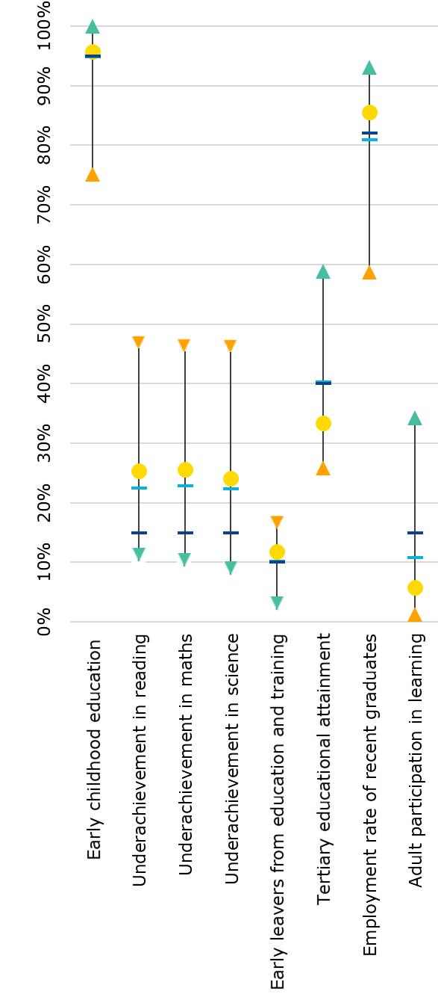 100%
90%
80%
70%
60%
50%
40%
30%
20%
10%
0%
Early childhood education
Underachievement in reading
Underachievement in maths
Underachievement in science
Early leavers from education and training
Tertiary educational attainment
Employment rate of recent graduates
Adult participation in learning